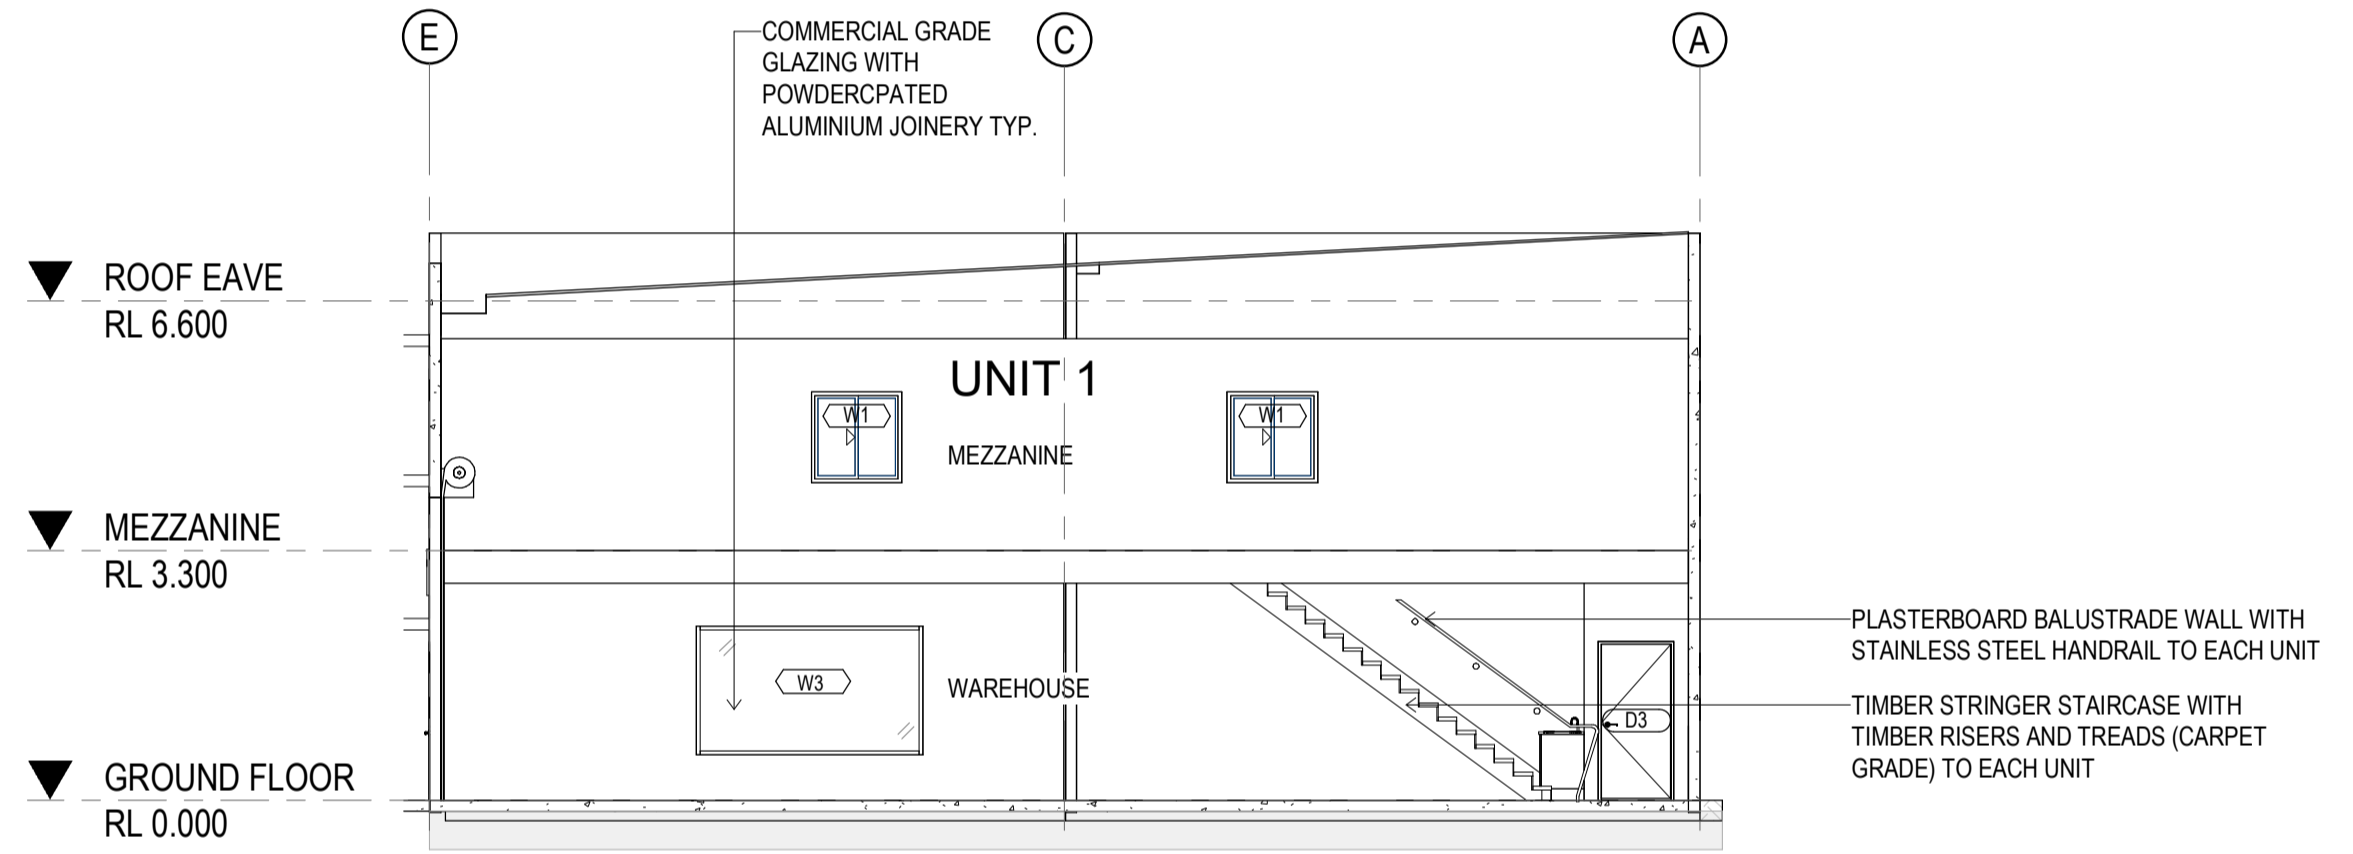 E
C
A
COMMERCIAL GRADE
GLAZING WITH
POWDERCPATED
ALUMINIUM JOINERY TYP.
ROOF EAVE
RL 6.600
UNIT 1
W1
W1
MEZZANINE
MEZZANINE
RL 3.300
PLASTERBOARD BALUSTRADE WALL WITH
STAINLESS STEEL HANDRAIL TO EACH UNIT
W3
WAREHOUSE
TIMBER STRINGER STAIRCASE WITH
TIMBER RISERS AND TREADS (CARPET
GRADE) TO EACH UNIT
D3
GROUND FLOOR
RL 0.000